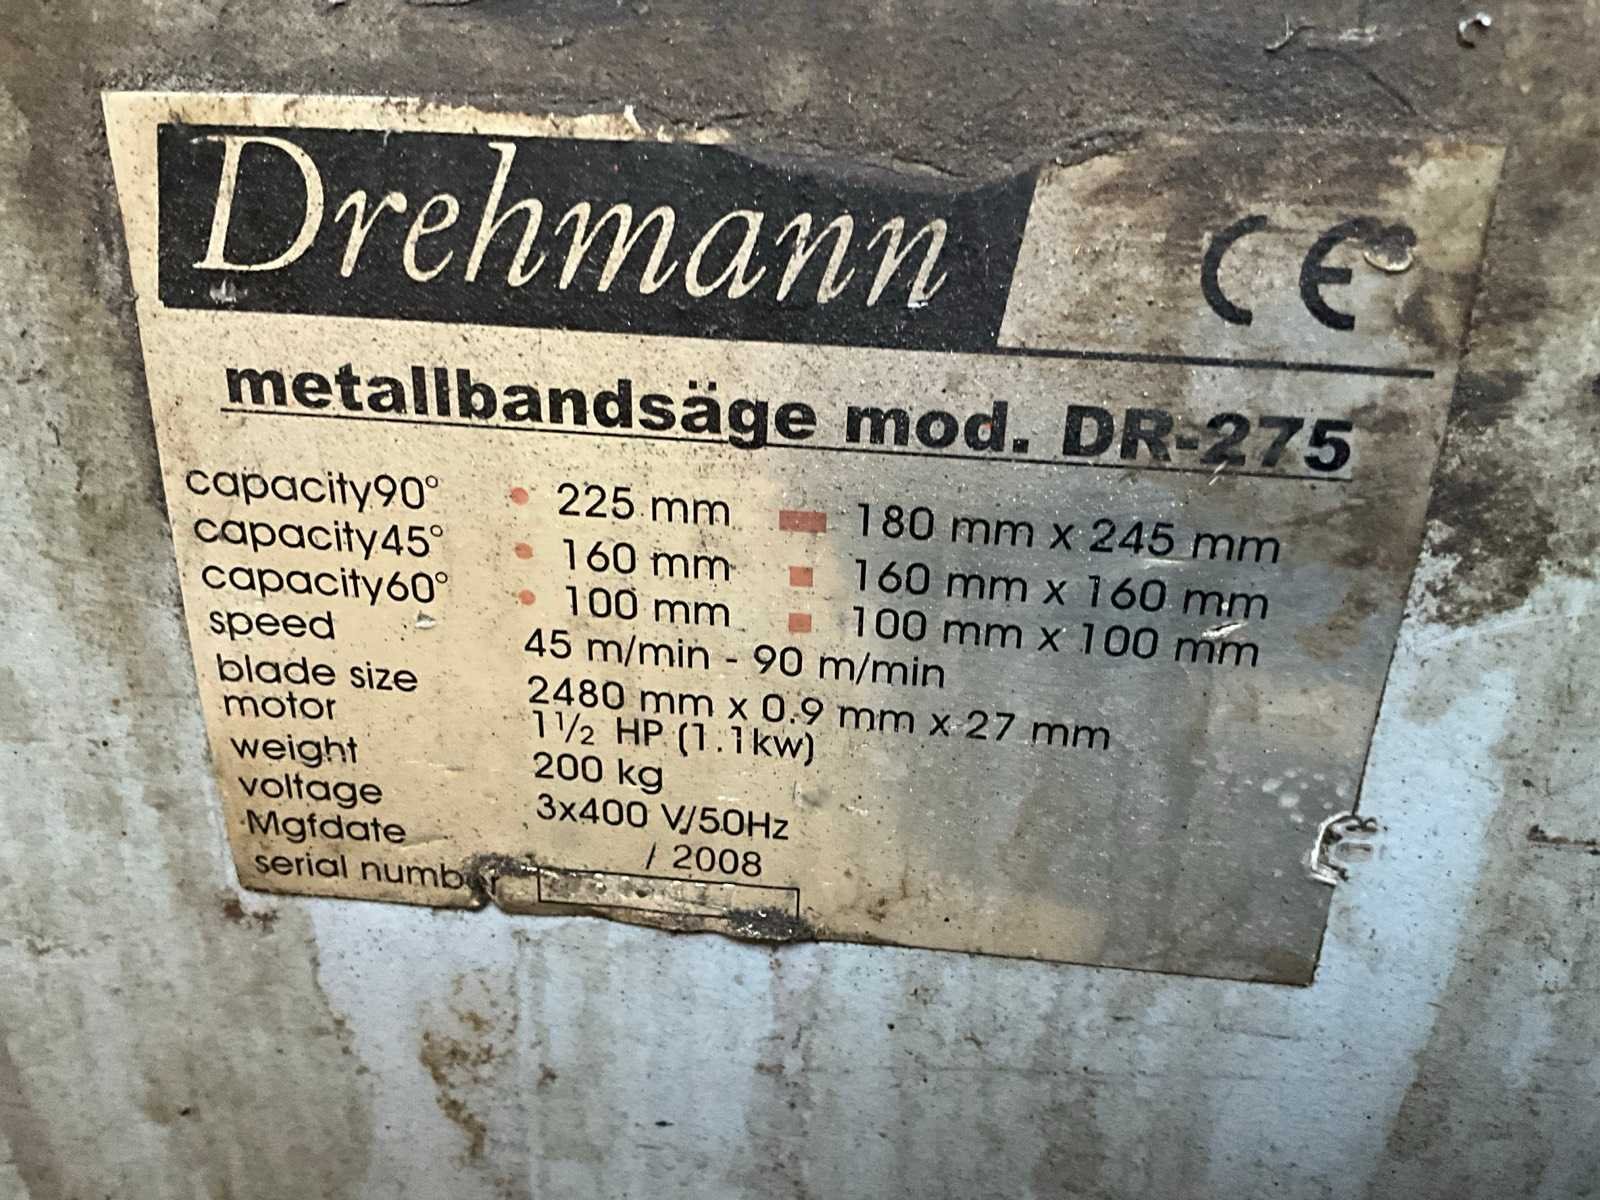 Drehmann CE
metallbandsäge mod. DR-275
capacity90° 225 mm 180 mm x 245 mm
capacity45° 160 mm 160 mm x 160 mm
capacity60° 100 mm 100 mm x 100 mm
speed 45 m/min - 90 m/min
blade size 2480 mm x 0.9 mm x 27 mm
motor 1½ HP (1.1kw)
weight 200 kg
voltage 3x400 V/50Hz
Mgfdate / 2008
serial number